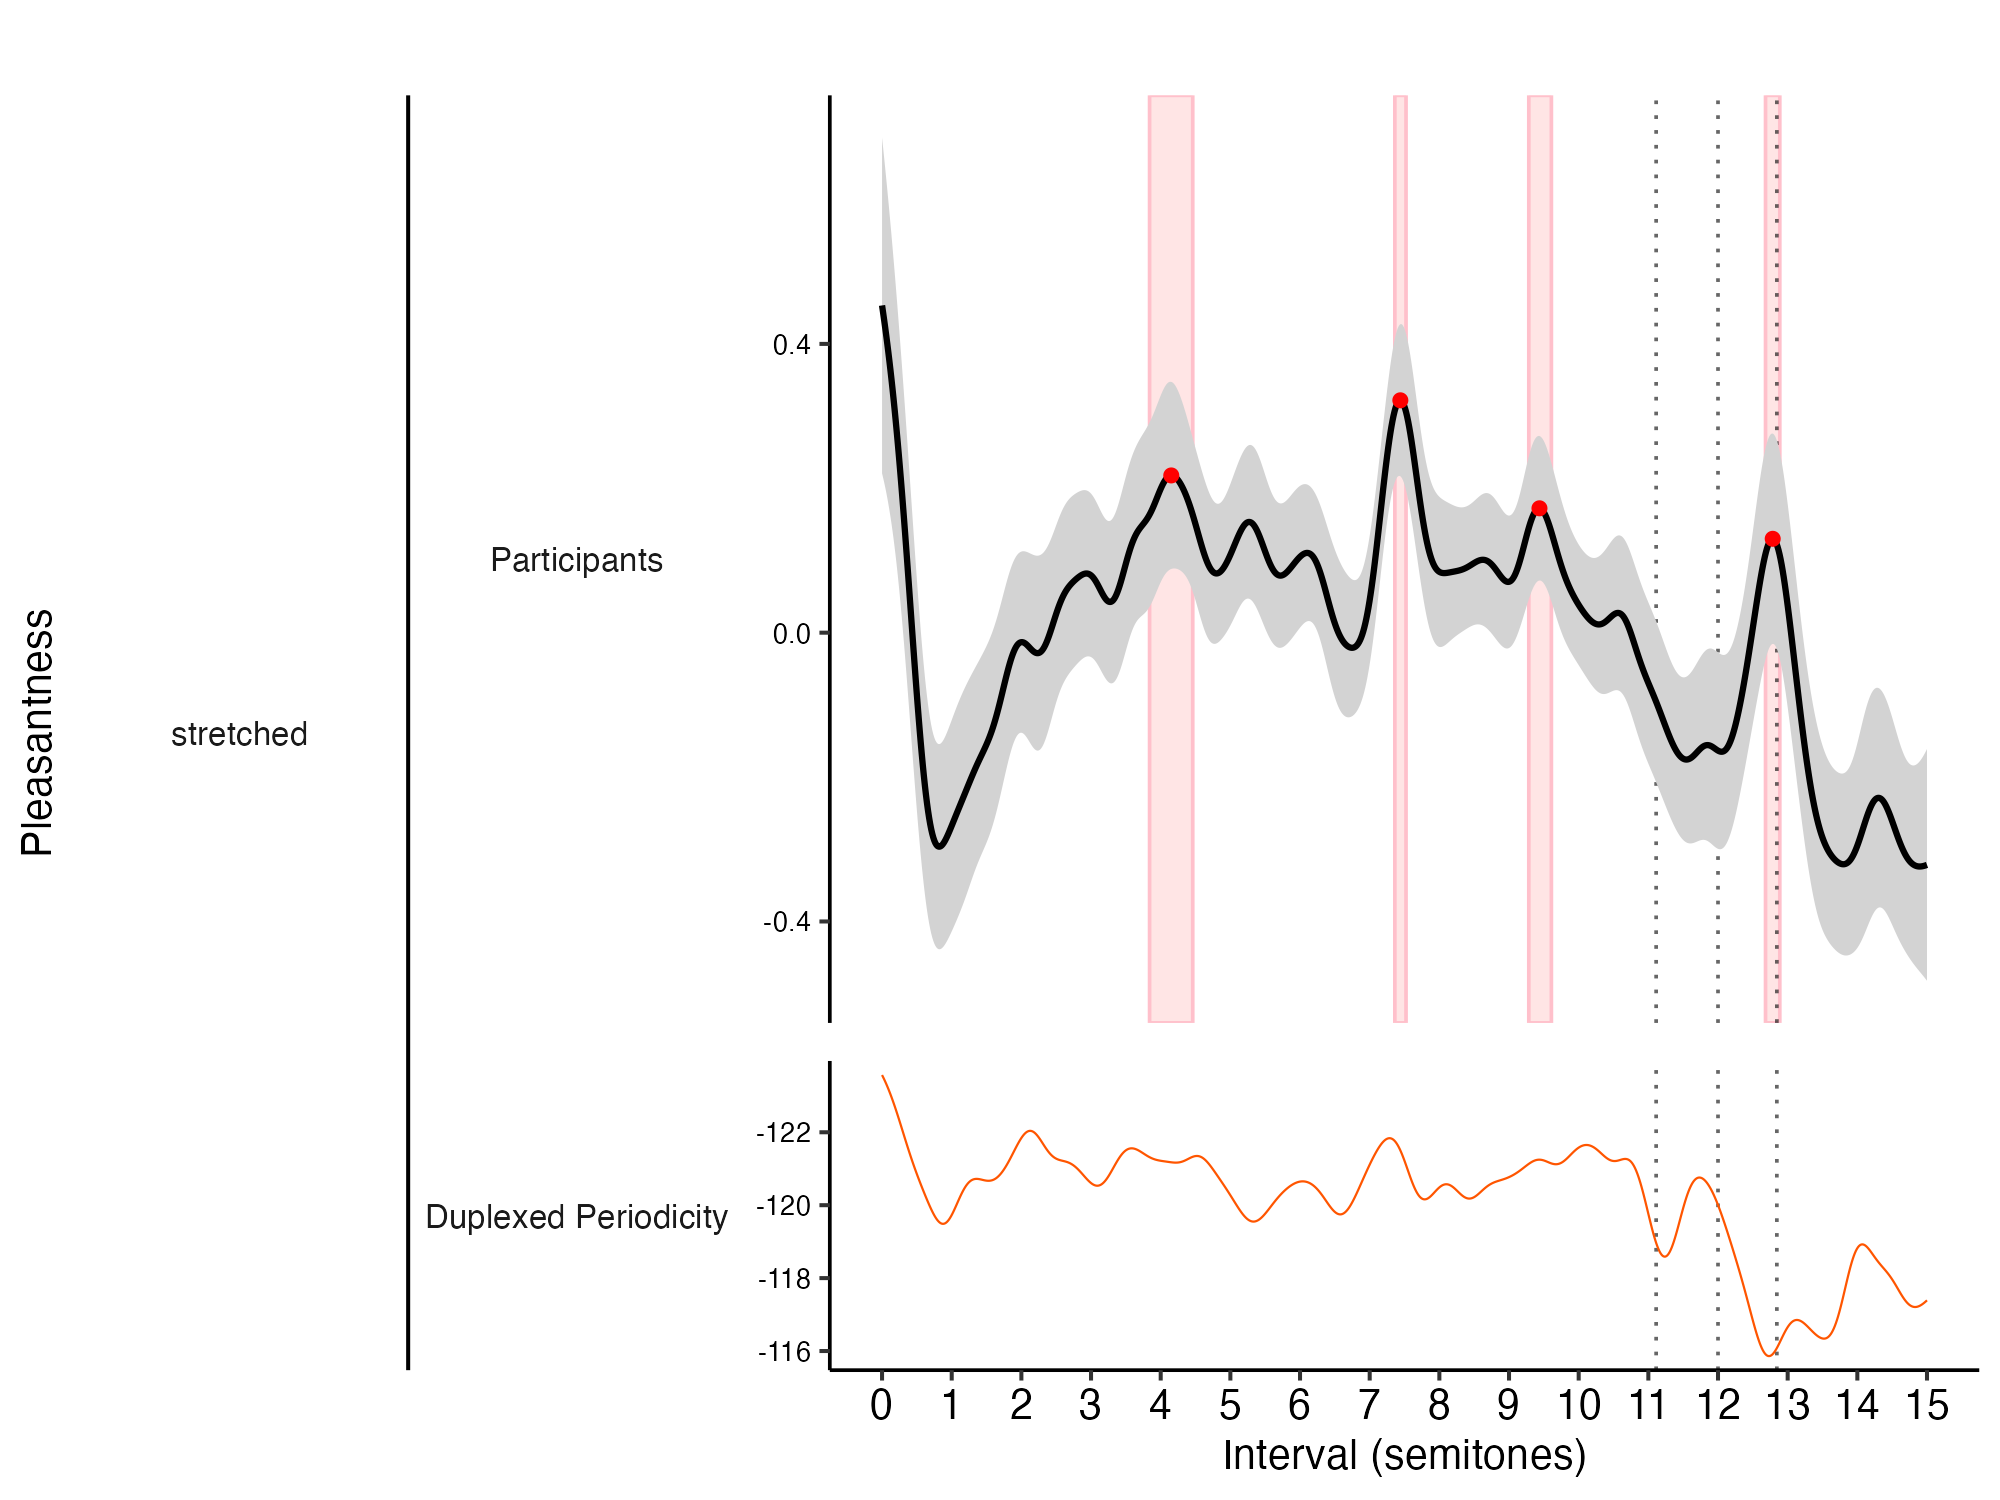 Pleasantness
stretched
Participants
0.4
0.0
-0.4
Duplexed Periodicity
-122
-120
-118
-116
0 1 2 3 4 5 6 7 8 9 10 11 12 13 14 15
Interval (semitones)